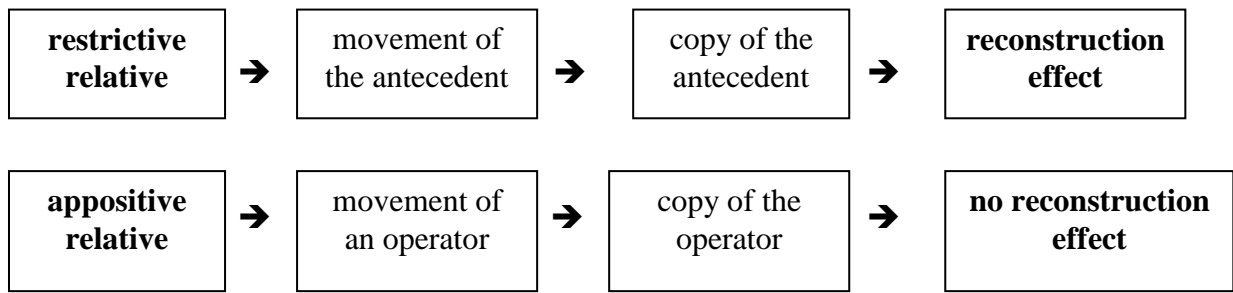 restrictive
relative
➔
movement of
the antecedent
➔
copy of the
antecedent
➔
reconstruction
effect
appositive
relative
➔
movement of
an operator
➔
copy of the
operator
➔
no reconstruction
effect